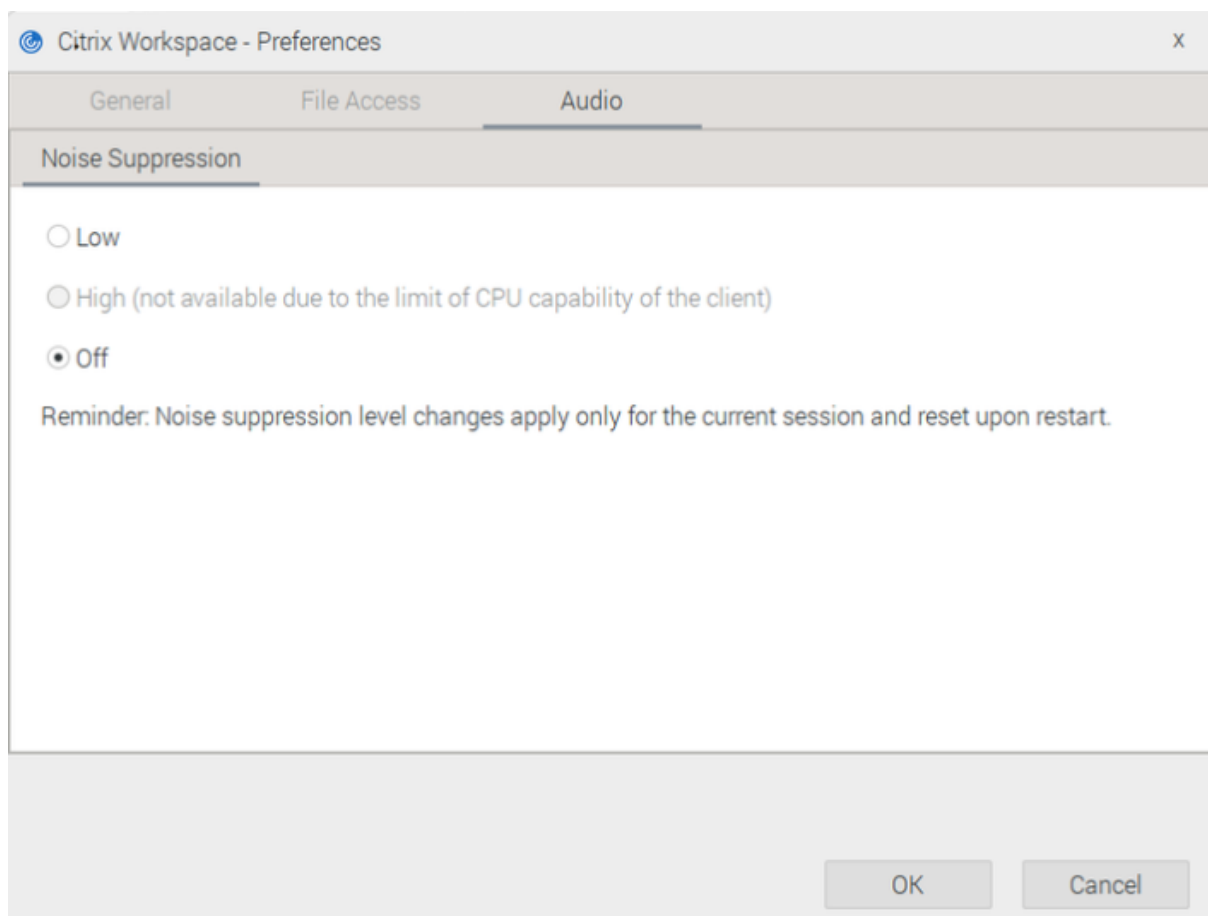 Citrix Workspace - Preferences
x
General File Access Audio
Noise Suppression
Low
High (not available due to the limit of CPU capability of the client)
Off
Reminder: Noise suppression level changes apply only for the current session and reset upon restart.
OK Cancel